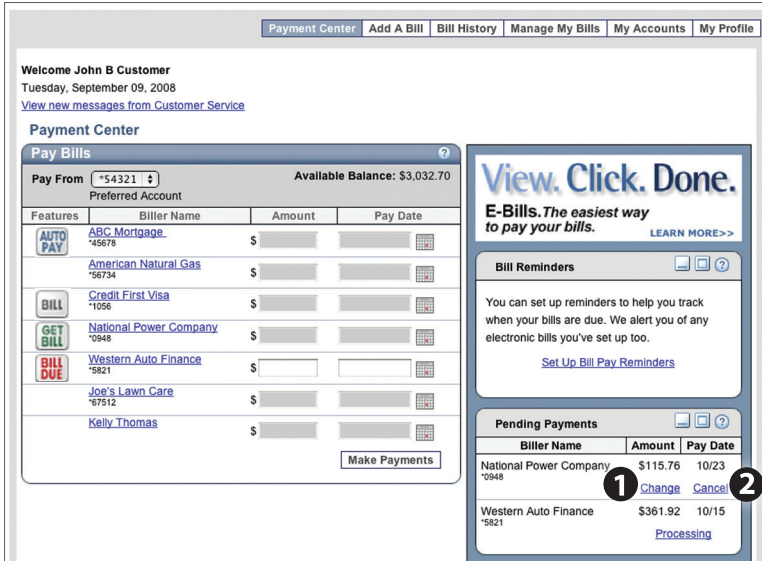 Payment Center Add A Bill Bill History Manage My Bills My Accounts My Profile
Welcome John B Customer
Tuesday, September 09, 2008
View new messages from Customer Service
Payment Center
Pay Bills ?
Pay From *54321 Available Balance: $3,032.70
Preferred Account
Features Biller Name Amount Pay Date
AUTO PAY ABC Mortgage $
*45678
American Natural Gas $
*56734
BILL Credit First Visa $
*1056
GET BILL National Power Company $
*0948
BILL DUE Western Auto Finance $
*5821
Joe's Lawn Care $
*67512
Kelly Thomas $
Make Payments
View. Click. Done.
E-Bills. The easiest way
to pay your bills. LEARN MORE>>
Bill Reminders ?
You can set up reminders to help you track
when your bills are due. We alert you of any
electronic bills you've set up too.
Set Up Bill Pay Reminders
Pending Payments ?
Biller Name Amount Pay Date
National Power Company $115.76 10/23
*0948 1 Change Cancel 2
Western Auto Finance $361.92 10/15
*5821
Processing